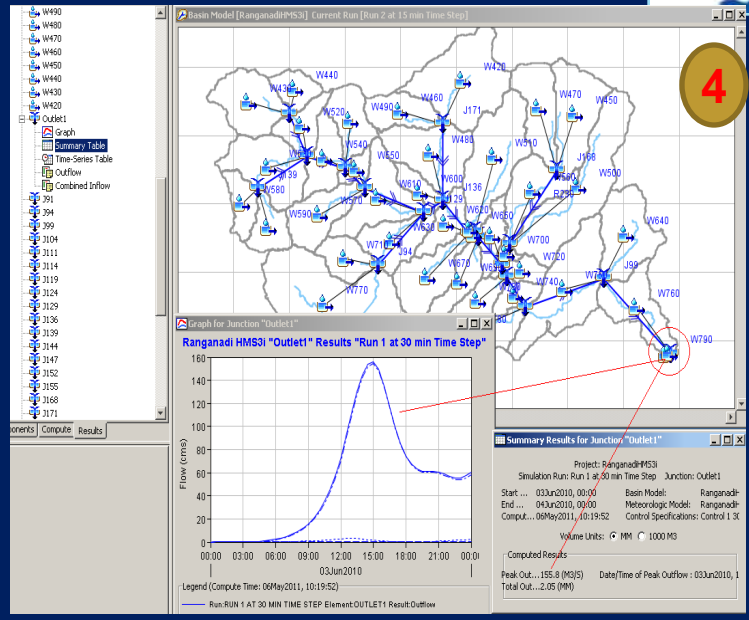 W490
W480
W470
W460
W450
W440
W430
W420
Outlet1
Graph
Summary Table
Time-Series Table
Outflow
Combined Inflow
J91
J94
J99
J104
J111
J114
J119
J124
J129
J136
J139
J144
J147
J152
J155
J168
J171
onents Compute Results
Basin Model [RanganadiHMS3i] Current Run [Run 2 at 15 min Time Step]
4
W440
W420
W460
W490
J171
W470
W450
W520
W480
W540
W510
W550
J168
J139
W600
J136
W500
W580
W610
W590
W620
W650
W640
W630
W710
J94
W700
W670
W720
J99
W740
W770
W760
W790
Graph for Junction "Outlet1"
Ranganadi HMS3i "Outlet1" Results "Run 1 at 30 min Time Step"
Flow (cms)
160
140
120
100
80
60
40
20
0
00:00 03:00 06:00 09:00 12:00 15:00 18:00 21:00 00:0
03Jun2010
Legend (Compute Time: 06May2011, 10:19:52)
Run:RUN 1 AT 30 MIN TIME STEP Element:OUTLET1 Result:Outflow
Summary Results for Junction "Outlet1"
Project: RanganadiHMS3i
Simulation Run: Run 1 at 30 min Time Step Junction: Outlet1
Start ... 03Jun2010, 00:00 Basin Model: Ranganadi
End ... 04Jun2010, 00:00 Meteorologic Model: Ranganadi
Comput... 06May2011, 10:19:52 Control Specifications: Control 1 30
Volume Units: MM 1000 M3
Computed Results
Peak Out...155.8 (M3/S) Date/Time of Peak Outflow : 03Jun2010, 1
Total Out...2.05 (MM)